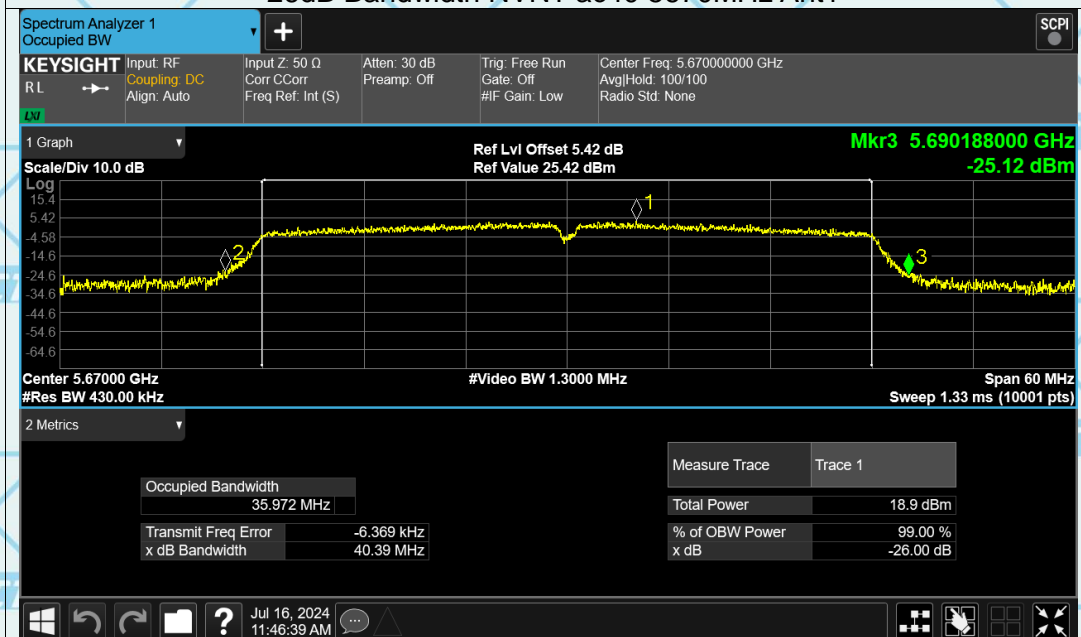 Spectrum Analyzer 1
Occupied BW
+
SCPI
KEYSIGHT
RL
LXI
Input: RF
Coupling: DC
Align: Auto
Input Z: 50 Ω
Corr CCorr
Freq Ref: Int (S)
Atten: 30 dB
Preamp: Off
Trig: Free Run
Gate: Off
#IF Gain: Low
Center Freq: 5.670000000 GHz
Avg|Hold: 100/100
Radio Std: None
1 Graph
Scale/Div 10.0 dB
Ref Lvl Offset 5.42 dB
Ref Value 25.42 dBm
Mkr3 5.690188000 GHz
-25.12 dBm
Log
15.4
5.42
-4.58
-14.6
-24.6
-34.6
-44.6
-54.6
-64.6
1
2
3
Center 5.67000 GHz
#Video BW 1.3000 MHz
Span 60 MHz
#Res BW 430.00 kHz
Sweep 1.33 ms (10001 pts)
2 Metrics
Measure Trace Trace 1
Occupied Bandwidth
35.972 MHz
Total Power 18.9 dBm
Transmit Freq Error -6.369 kHz
% of OBW Power 99.00 %
x dB Bandwidth 40.39 MHz
x dB -26.00 dB
?
Jul 16, 2024
11:46:39 AM